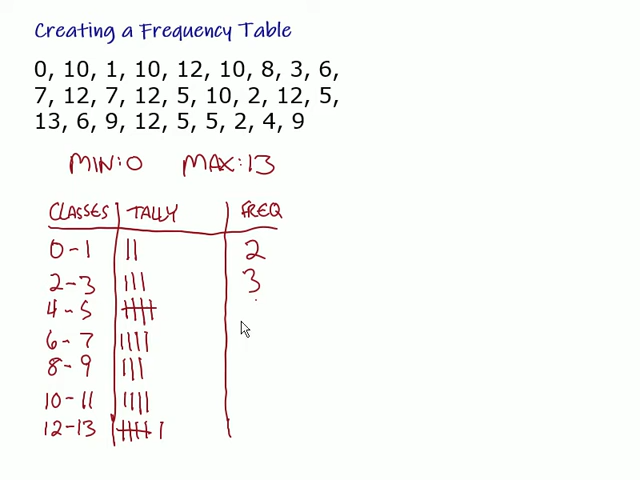 Creating a Frequency Table
0, 10, 1, 10, 12, 10, 8, 3, 6,
7, 12, 7, 12, 5, 10, 2, 12, 5,
13, 6, 9, 12, 5, 5, 2, 4, 9
MIN:0 MAX:13
CLASSES TALLY FREQ
0-1 || 2
2-3 ||| 3
4-5 ||||
6-7 ||||
8-9 |||
10-11 ||||
12-13 |||| |